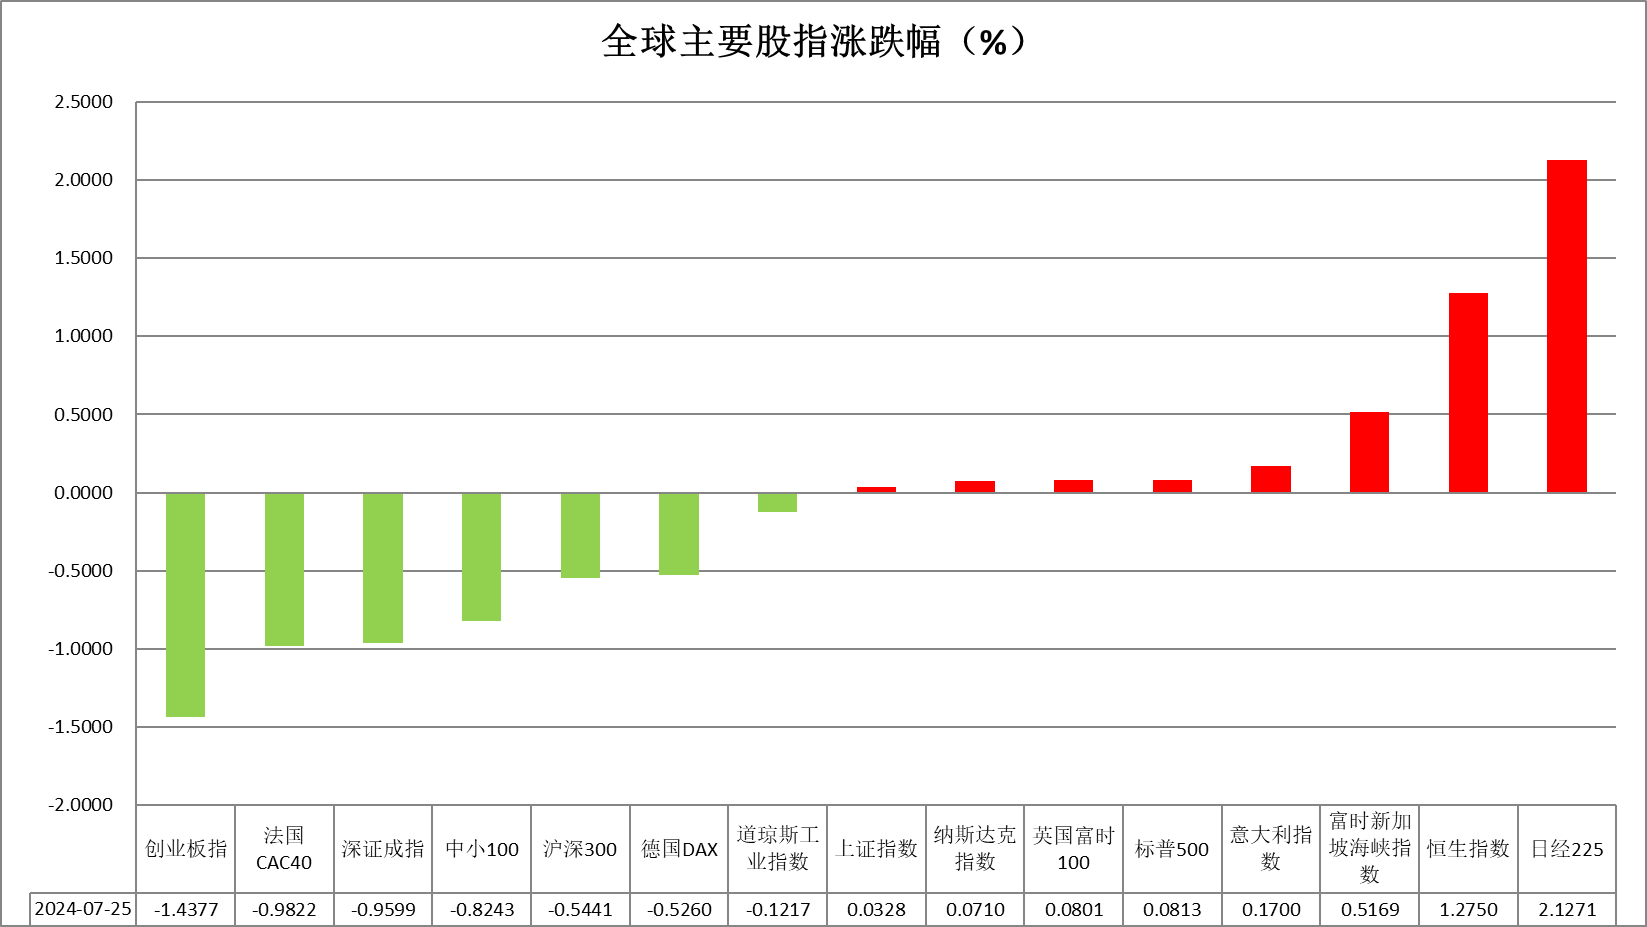 全球主要股指涨跌幅（%）
2.5000
2.0000
1.5000
1.0000
0.5000
0.0000
-0.5000
-1.0000
-1.5000
-2.0000
创业板指
法国
CAC40
深证成指
中小100
沪深300
德国DAX
道琼斯工
业指数
上证指数
纳斯达克
指数
英国富时
100
标普500
意大利指
数
富时新加
坡海峡指
数
恒生指数
日经225
2024-07-25 -1.4377 -0.9822 -0.9599 -0.8243 -0.5441 -0.5260 -0.1217 0.0328 0.0710 0.0801 0.0813 0.1700 0.5169 1.2750 2.1271